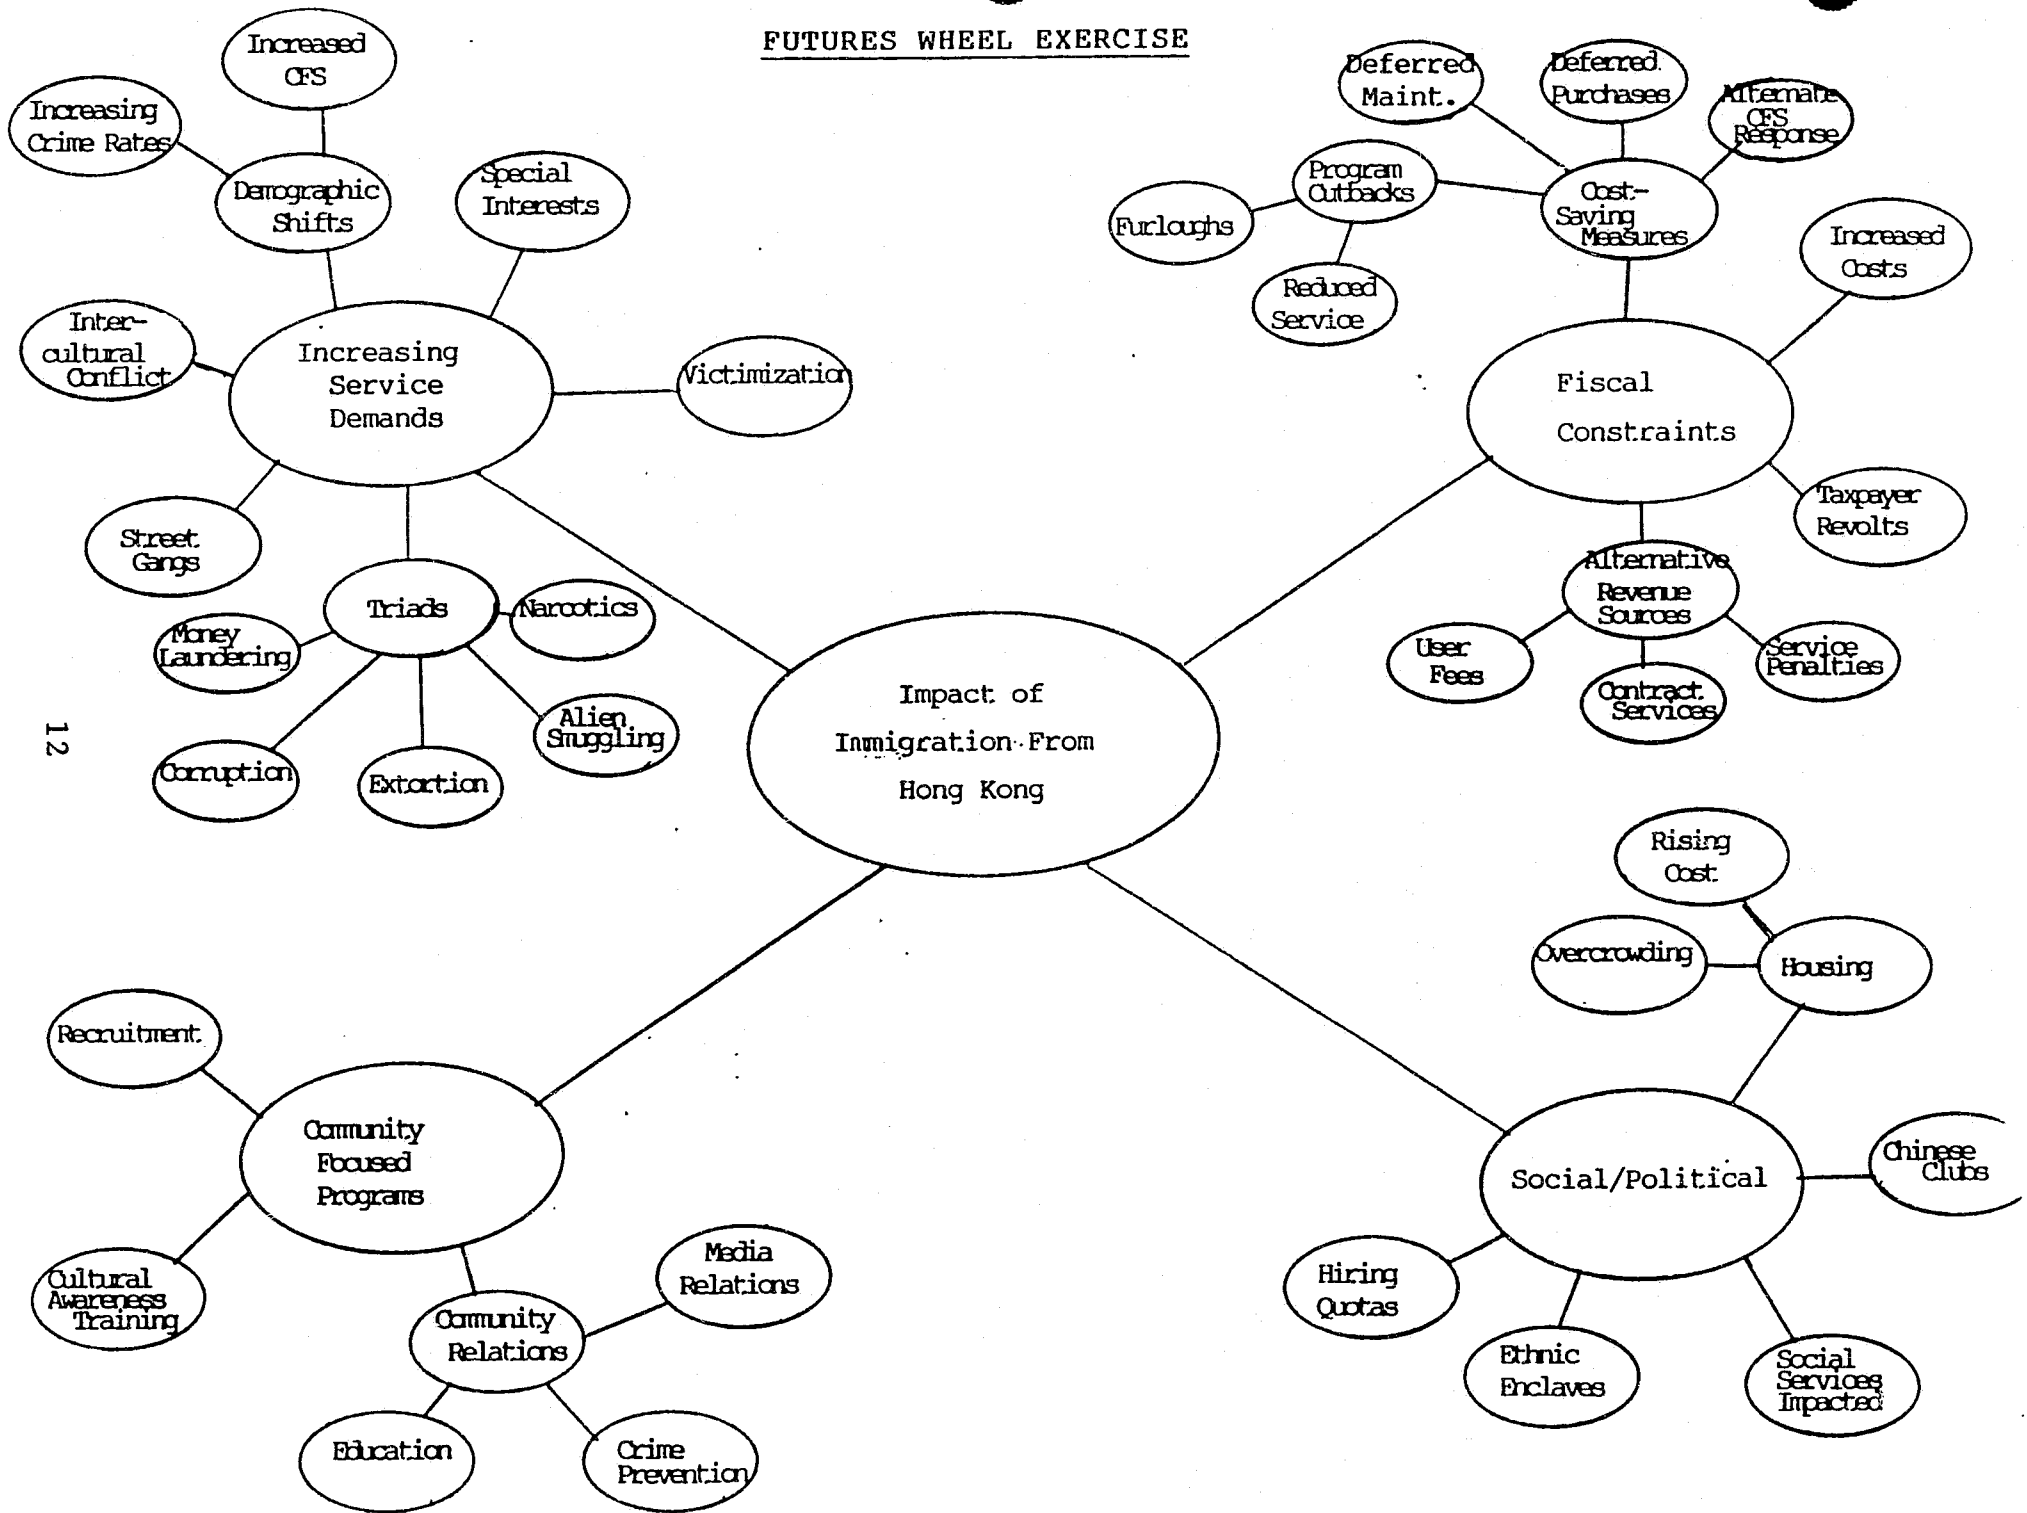 FUTURES WHEEL EXERCISE
Increased
CFS
Increasing
Crime Rates
Demographic
Shifts
Special
Interests
Inter-
cultural
Conflict
Increasing
Service
Demands
Victimization
Street
Gangs
Triads
Narcotics
Money
Laundering
Alien
Smuggling
Corruption
Extortion
Deferred
Maint.
Deferred
Purchases
Alternate
CFS
Response
Program
Cutbacks
Cost-
Saving
Measures
Furloughs
Reduced
Service
Increased
Costs
Fiscal
Constraints
Taxpayer
Revolts
Alternative
Revenue
Sources
User
Fees
Contract
Services
Service
Penalties
Impact of
Immigration From
Hong Kong
12
Rising
Cost
Overcrowding
Housing
Recruitment
Community
Focused
Programs
Cultural
Awareness
Training
Community
Relations
Media
Relations
Education
Crime
Prevention
Social/Political
Chinese
Clubs
Hiring
Quotas
Ethnic
Enclaves
Social
Services
Impacted